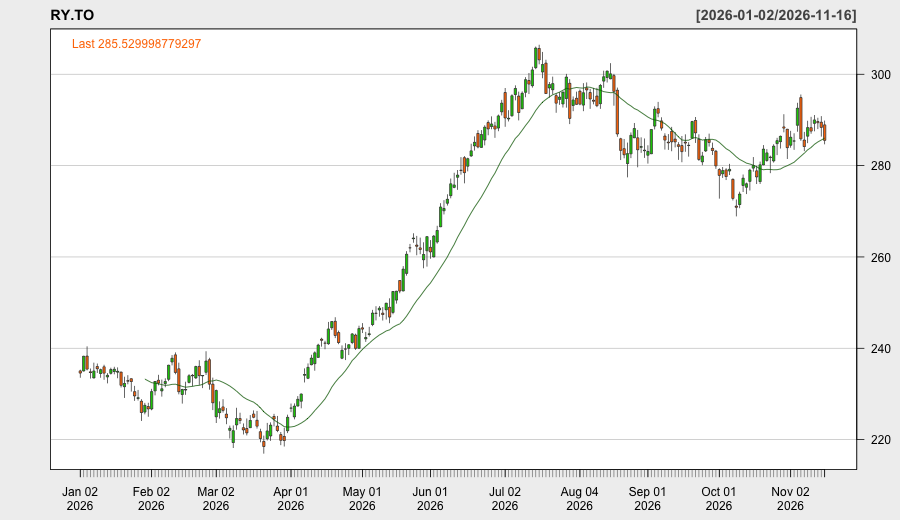 RY.TO [2026-01-02/2026-11-16]
Last 285.529998779297
300
280
260
240
220
Jan 02 Feb 02 Mar 02 Apr 01 May 01 Jun 01 Jul 02 Aug 04 Sep 01 Oct 01 Nov 02
2026 2026 2026 2026 2026 2026 2026 2026 2026 2026 2026